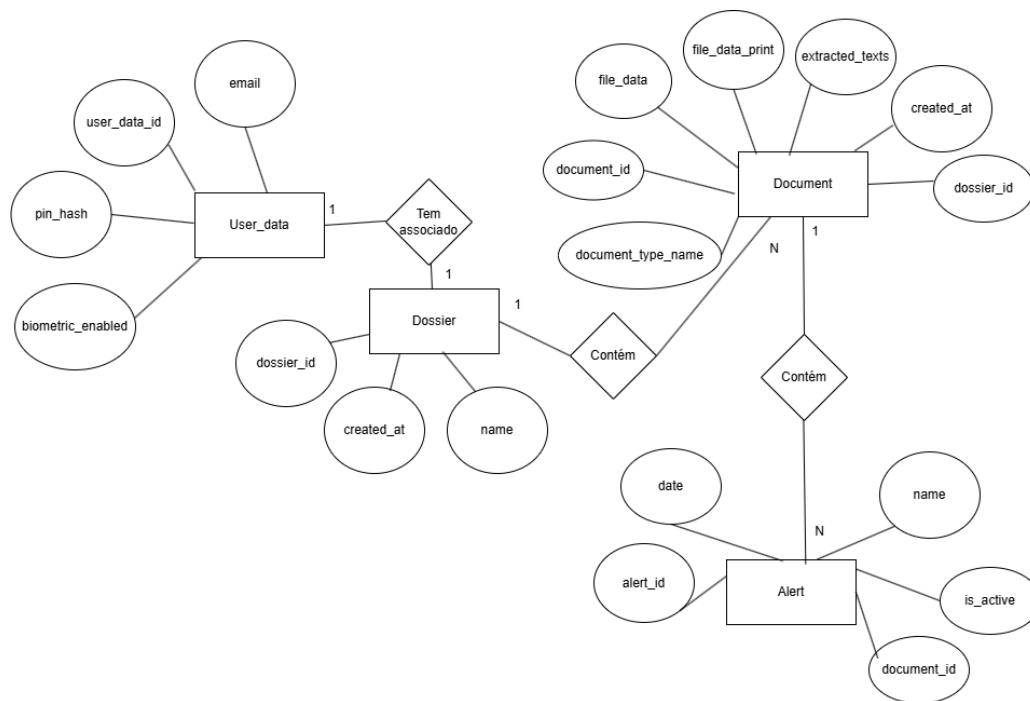 file_data_print
extracted_texts
email
file_data
created_at
user_data_id
document_id
Document
dossier_id
pin_hash
User_data
1
Tem
associado
document_type_name
N
1
1
1
biometric_enabled
Dossier
Contém
dossier_id
Contém
created_at
name
date
name
N
alert_id
Alert
is_active
document_id